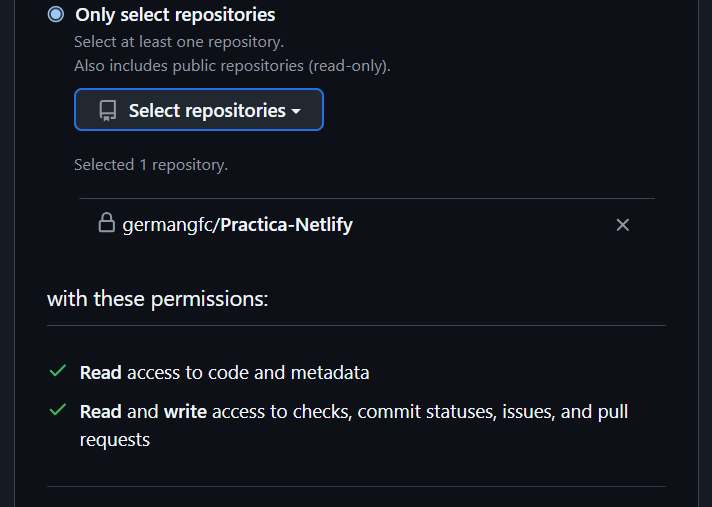 Only select repositories
Select at least one repository.
Also includes public repositories (read-only).
Select repositories
Selected 1 repository.
germangfc/Practica-Netlify
with these permissions:
Read access to code and metadata
Read and write access to checks, commit statuses, issues, and pull
requests